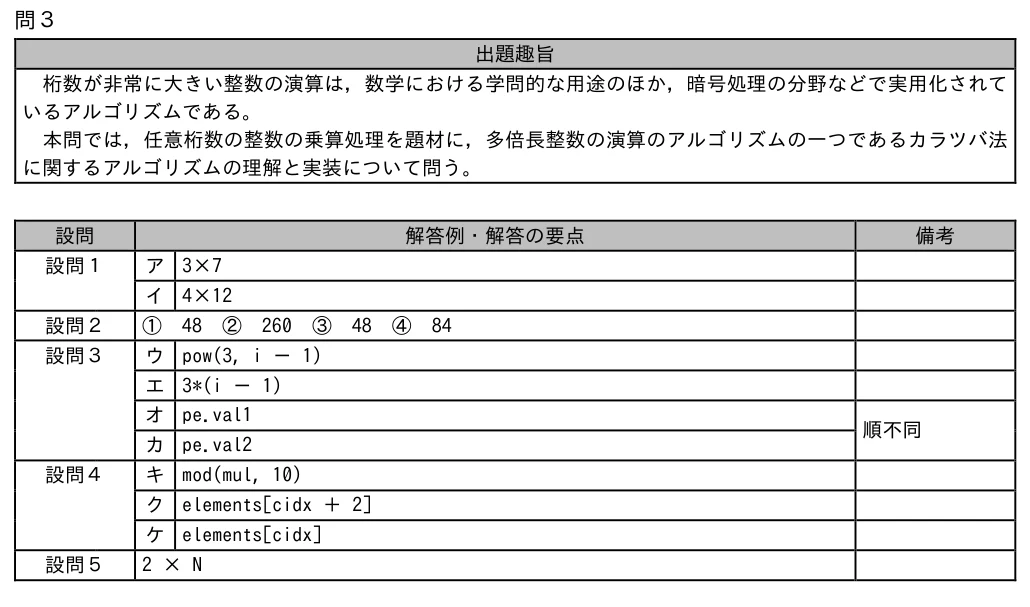 問３
出題趣旨
桁数が非常に大きい整数の演算は，数学における学問的な用途のほか，暗号処理の分野などで実用化されて
いるアルゴリズムである。
本問では，任意桁数の整数の乗算処理を題材に，多倍長整数の演算のアルゴリズムの一つであるカラツバ法
に関するアルゴリズムの理解と実装について問う。
設問 解答例・解答の要点 備考
設問１ ア 3×7
イ 4×12
設問２ ① 48 ② 260 ③ 48 ④ 84
設問３ ウ pow(3, i － 1)
エ 3*(i － 1)
オ pe.val1 順不同
カ pe.val2
設問４ キ mod(mul, 10)
ク elements[cidx ＋ 2]
ケ elements[cidx]
設問５ 2 × N